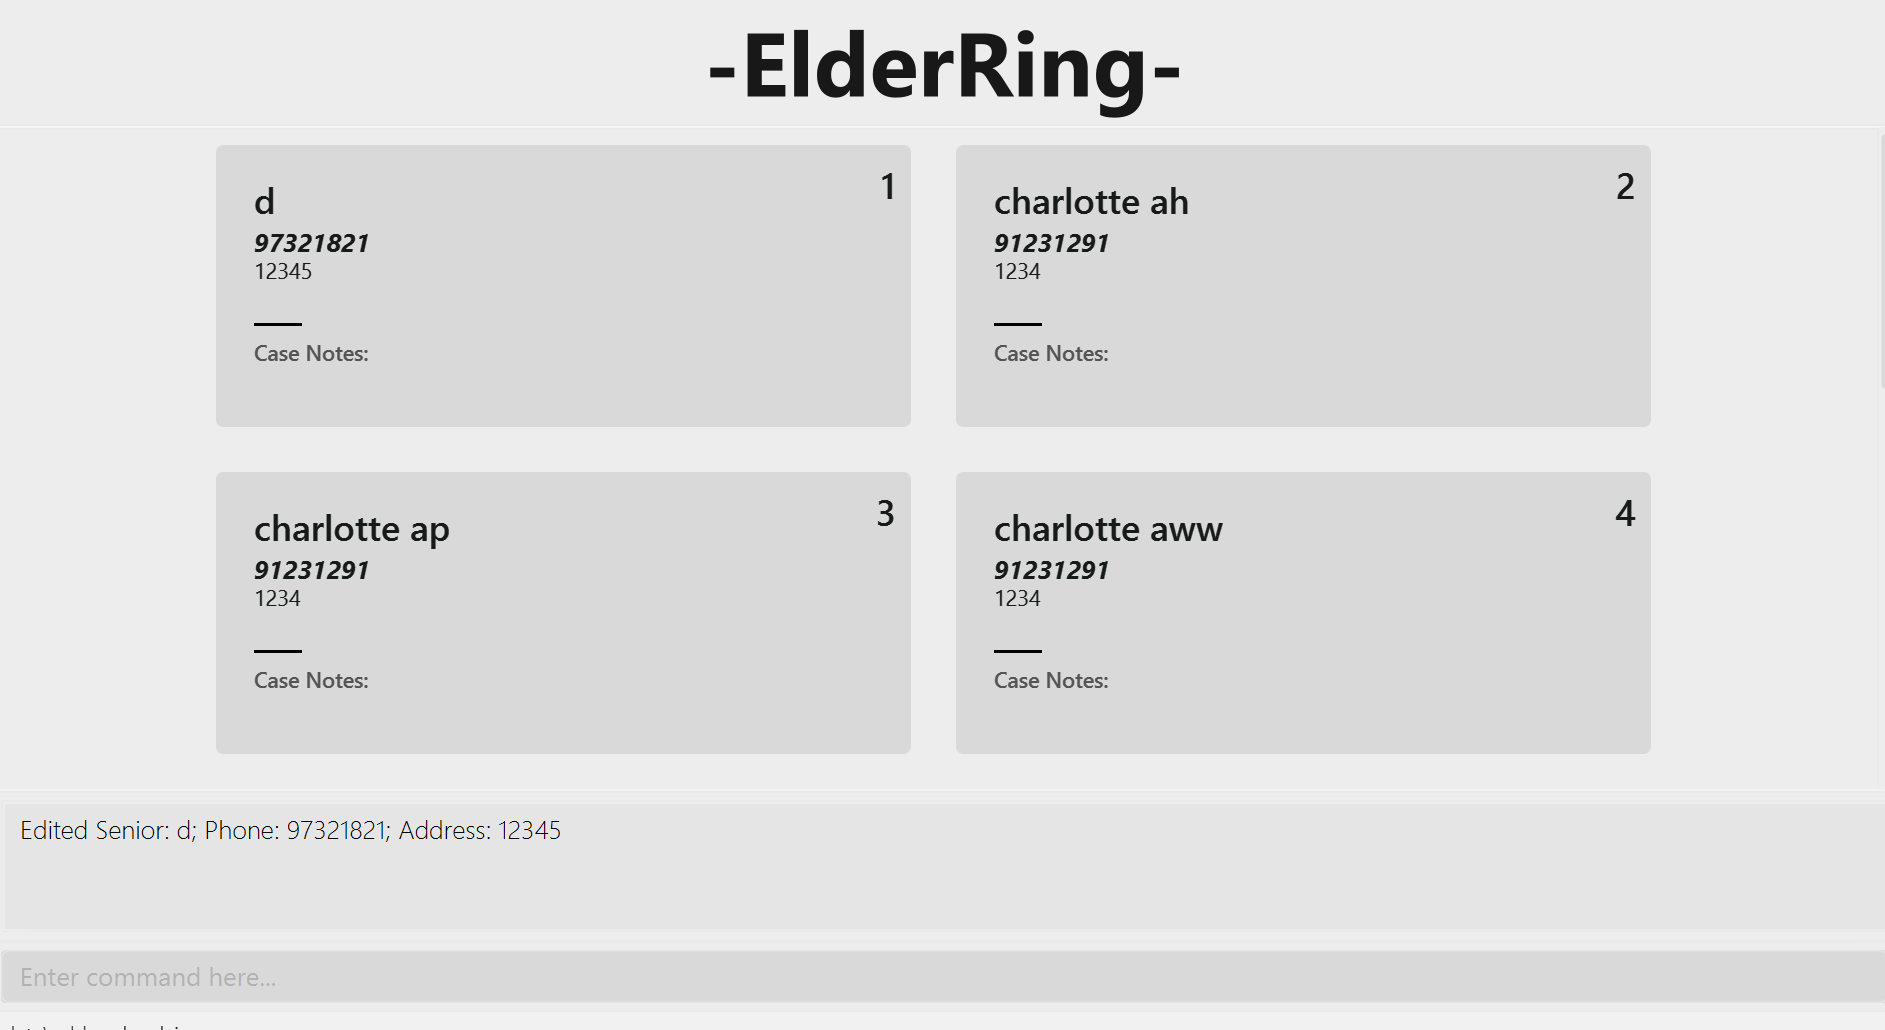 -ElderRing-
1
d
97321821
12345
Case Notes:
2
charlotte ah
91231291
1234
Case Notes:
3
charlotte ap
91231291
1234
Case Notes:
4
charlotte aww
91231291
1234
Case Notes:
Edited Senior: d; Phone: 97321821; Address: 12345
Enter command here...